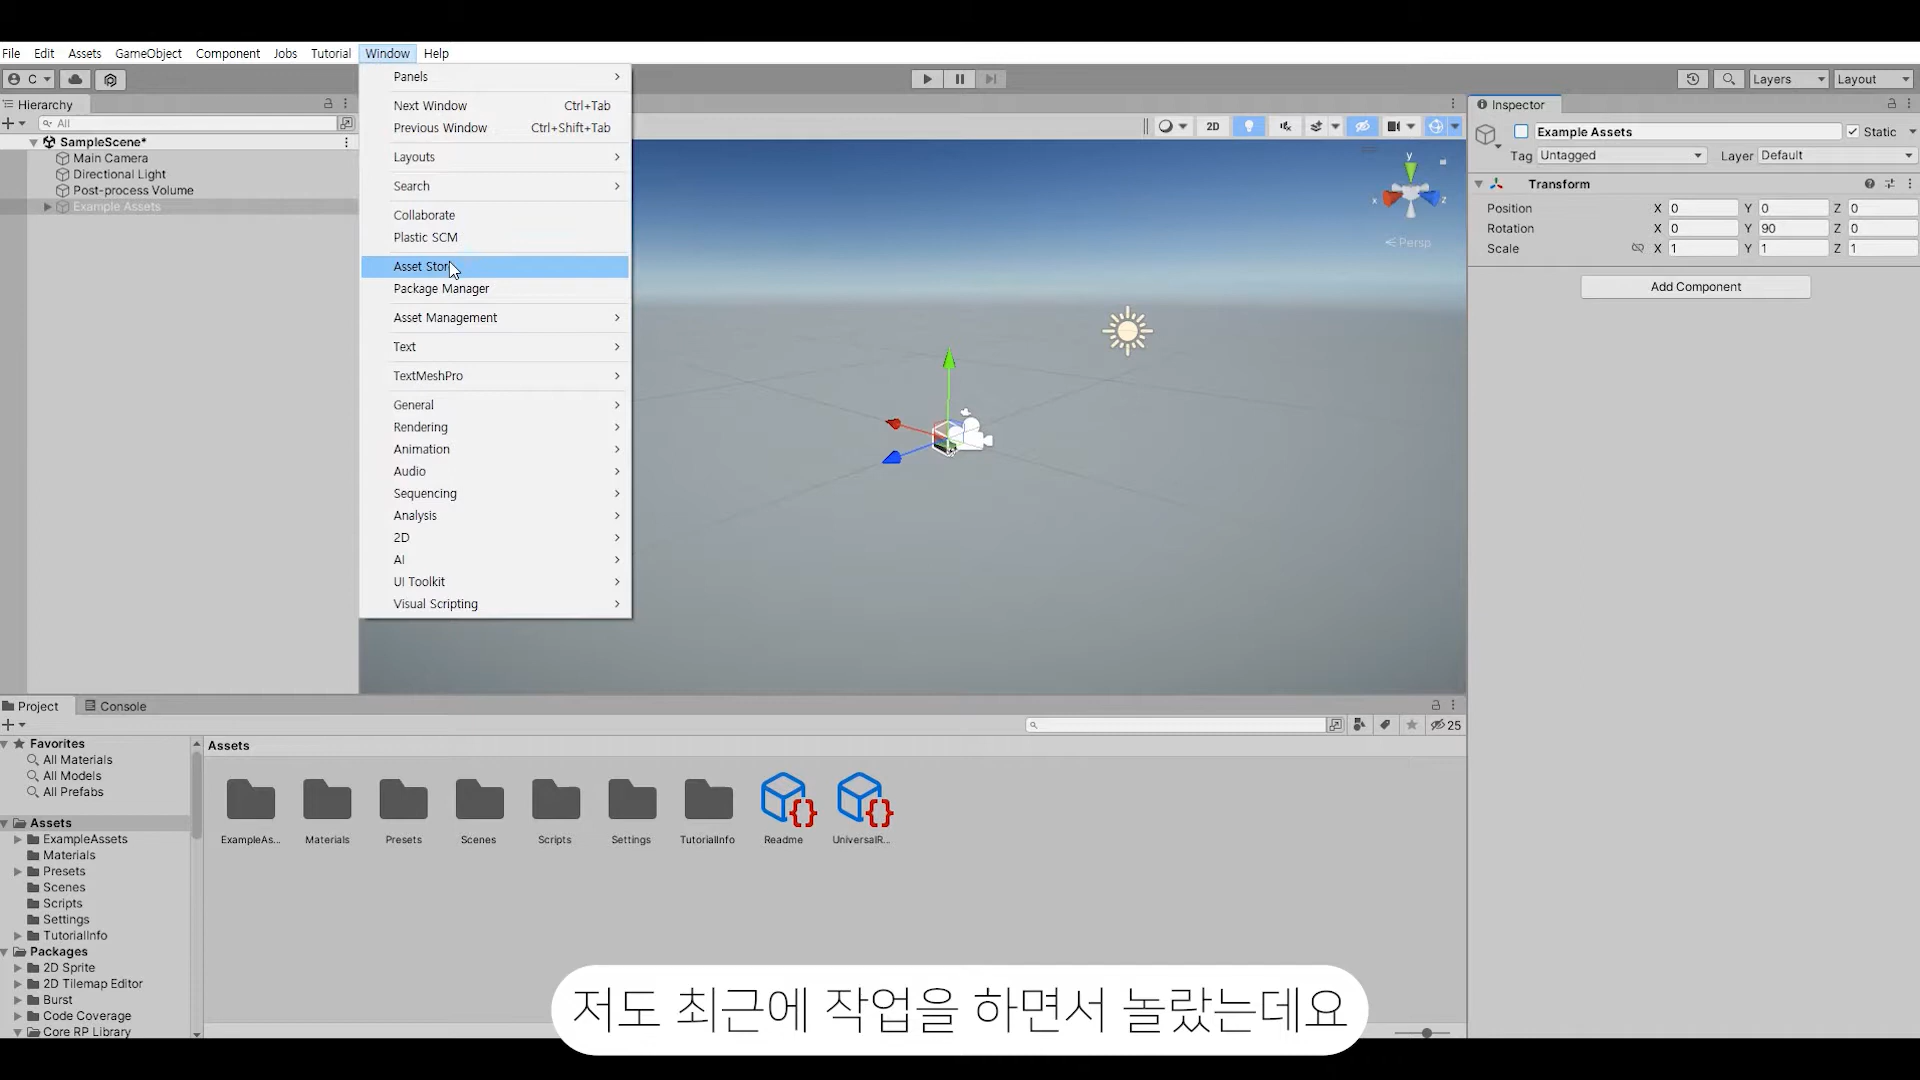 File Edit Assets GameObject Component Jobs Tutorial Window Help
C
Layers Layout
Hierarchy
All
SampleScene*
Main Camera
Directional Light
Post-process Volume
Example Assets
Panels
Next Window Ctrl+Tab
Previous Window Ctrl+Shift+Tab
Layouts
Search
Collaborate
Plastic SCM
Asset Stor
Package Manager
Asset Management
Text
TextMeshPro
General
Rendering
Animation
Audio
Sequencing
Analysis
2D
AI
UI Toolkit
Visual Scripting
2D
y
x
z
Persp
Inspector
Example Assets Static
Tag Untagged Layer Default
Transform
Position X 0 Y 0 Z 0
Rotation X 0 Y 90 Z 0
Scale X 1 Y 1 Z 1
Add Component
Project Console
25
Favorites
All Materials
All Models
All Prefabs
Assets
ExampleAssets
Materials
Presets
Scenes
Scripts
Settings
TutorialInfo
Packages
2D Sprite
2D Tilemap Editor
Burst
Code Coverage
Core RP Library
Assets
ExampleAs... Materials Presets Scenes Scripts Settings TutorialInfo Readme UniversalR...
저도 최근에 작업을 하면서 놀랐는데요